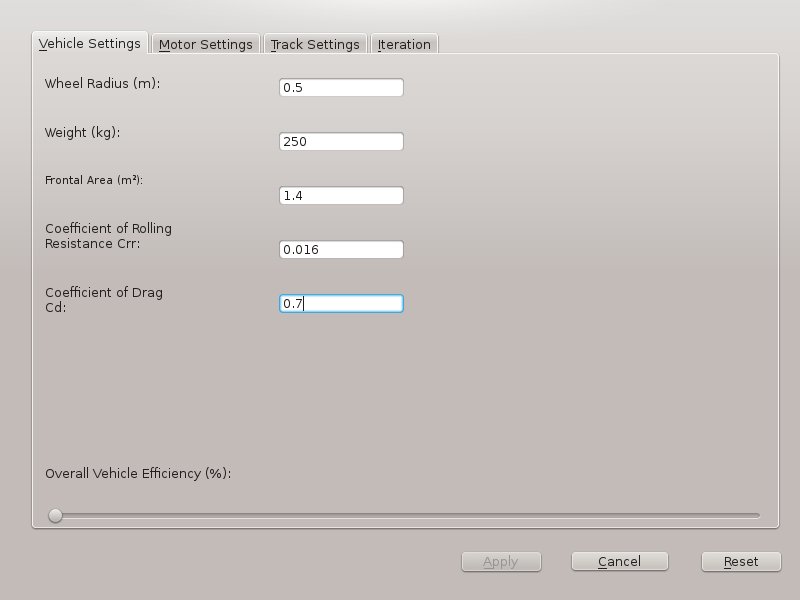 Vehicle Settings
Motor Settings
Track Settings
Iteration
Wheel Radius (m):
0.5
Weight (kg):
250
Frontal Area (m²):
1.4
Coefficient of Rolling
Resistance Crr:
0.016
Coefficient of Drag
Cd:
0.7
Overall Vehicle Efficiency (%):
Apply
Cancel
Reset